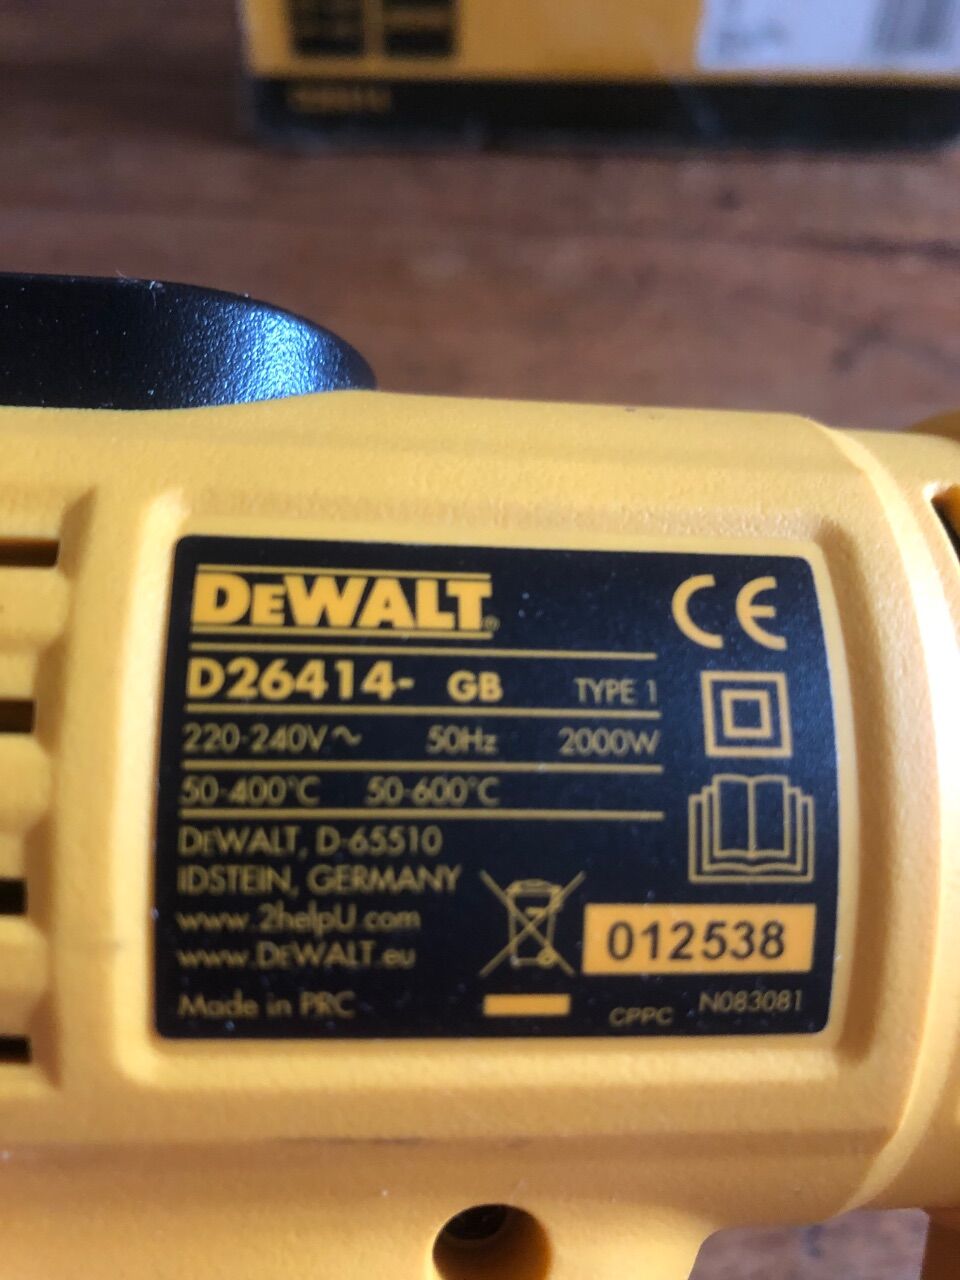 DEWALT®
D26414- GB TYPE 1
220-240V~ 50Hz 2000W
50-400°C 50-600°C
DEWALT, D-65510
IDSTEIN, GERMANY
www.2helpU.com
www.DEWALT.eu
012538
Made in PRC
CPPC N083081
CE